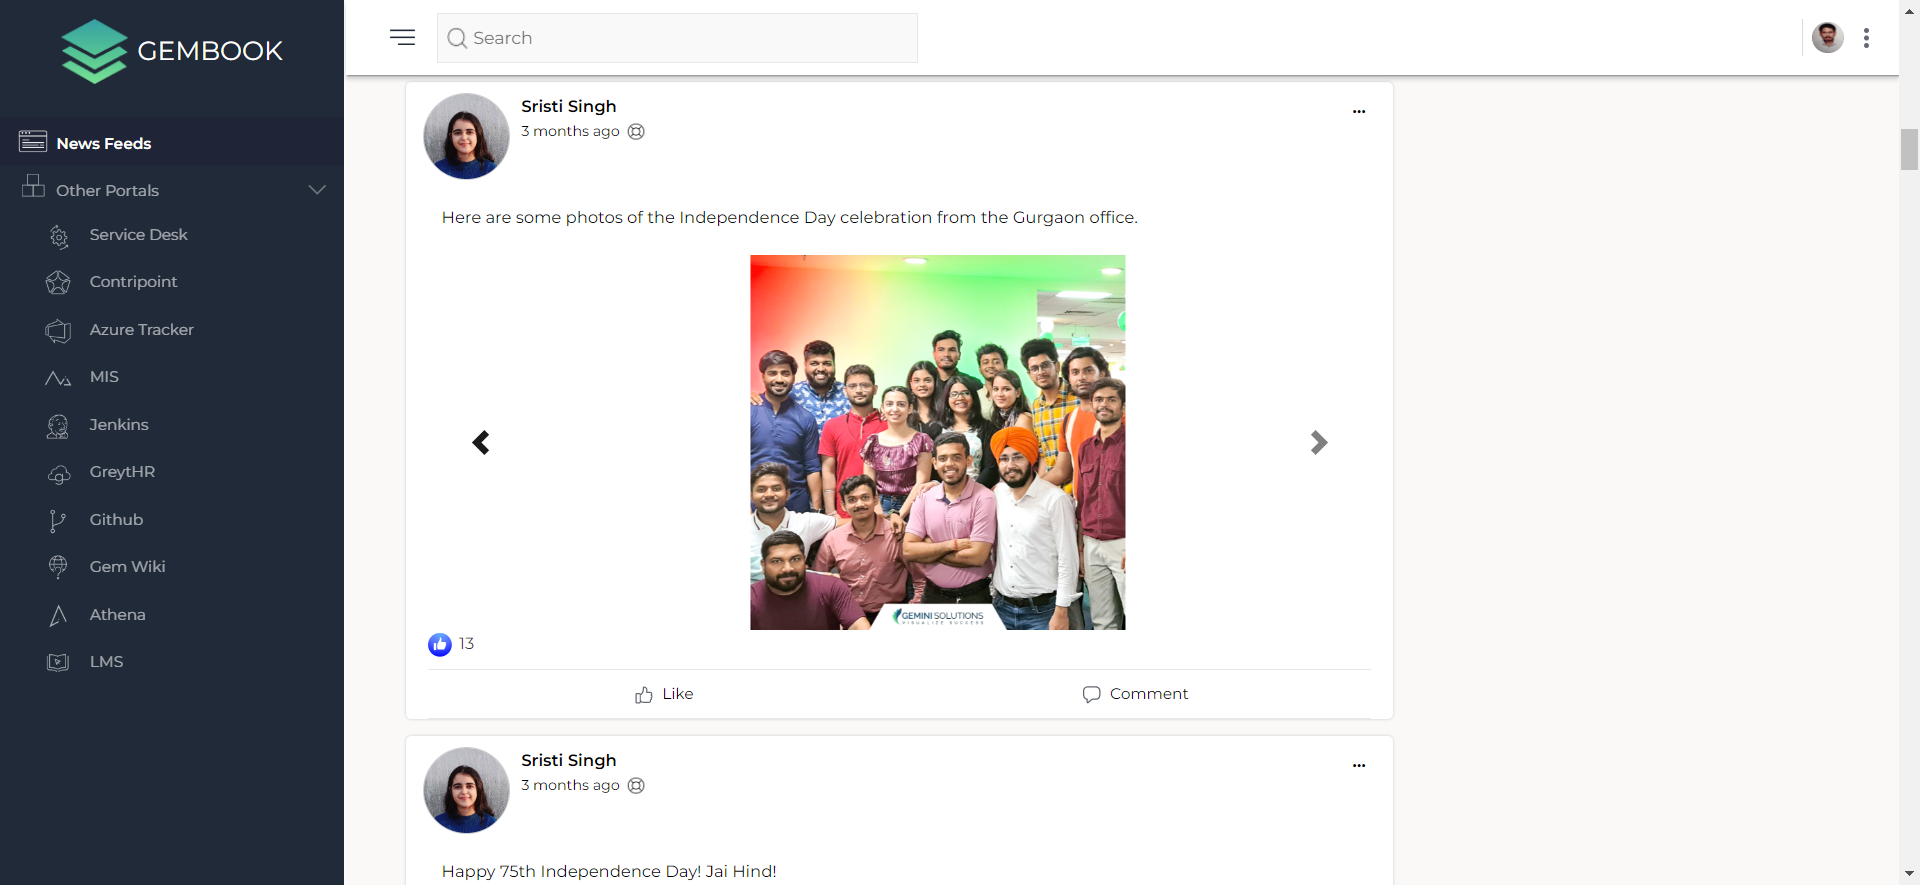 GEMBOOK
Search
News Feeds
Other Portals
Service Desk
Contripoint
Azure Tracker
MIS
Jenkins
GreytHR
Github
Gem Wiki
Athena
LMS
Sristi Singh
...
3 months ago
Here are some photos of the Independence Day celebration from the Gurgaon office.
GEMINI SOLUTIONS
VISUALIZE SUCCESS
13
Like
Comment
Sristi Singh
...
3 months ago
Happy 75th Independence Day! Jai Hind!